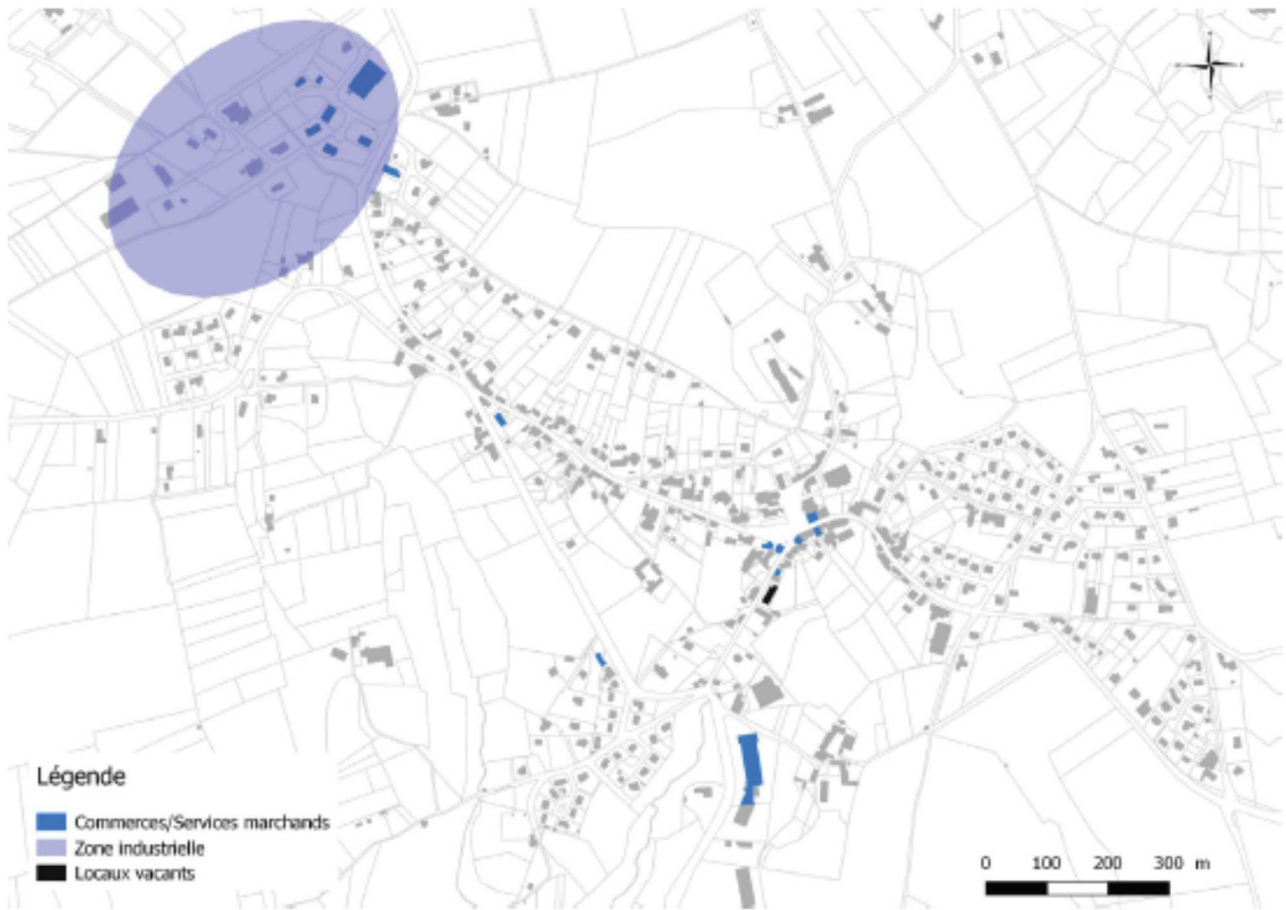 Légende
Commerces/Services marchands
Zone industrielle
Locaux vacants
0 100 200 300 m